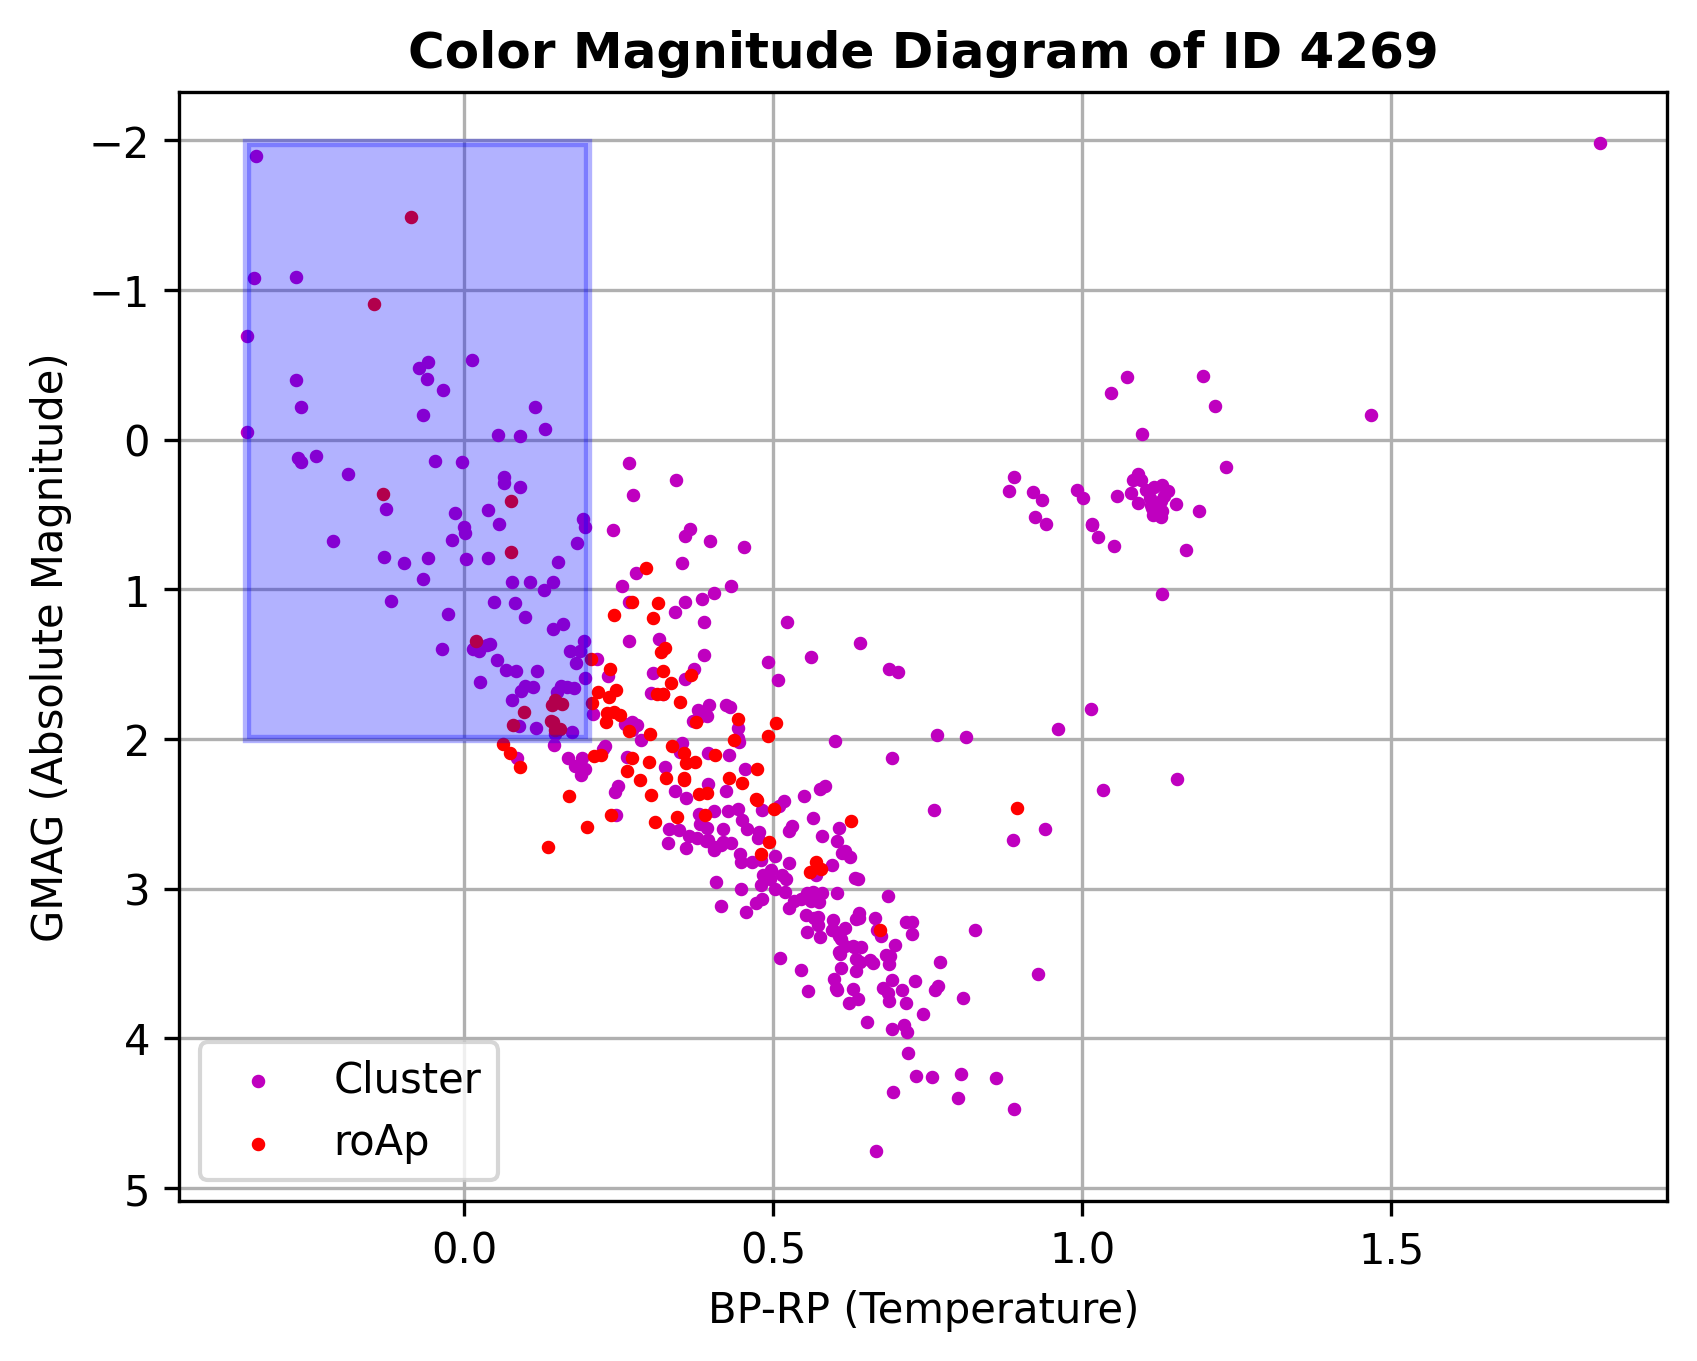 Color Magnitude Diagram of ID 4269
GMAG (Absolute Magnitude)
−2
−1
0
1
2
3
4
5
Cluster
roAp
0.0 0.5 1.0 1.5
BP-RP (Temperature)